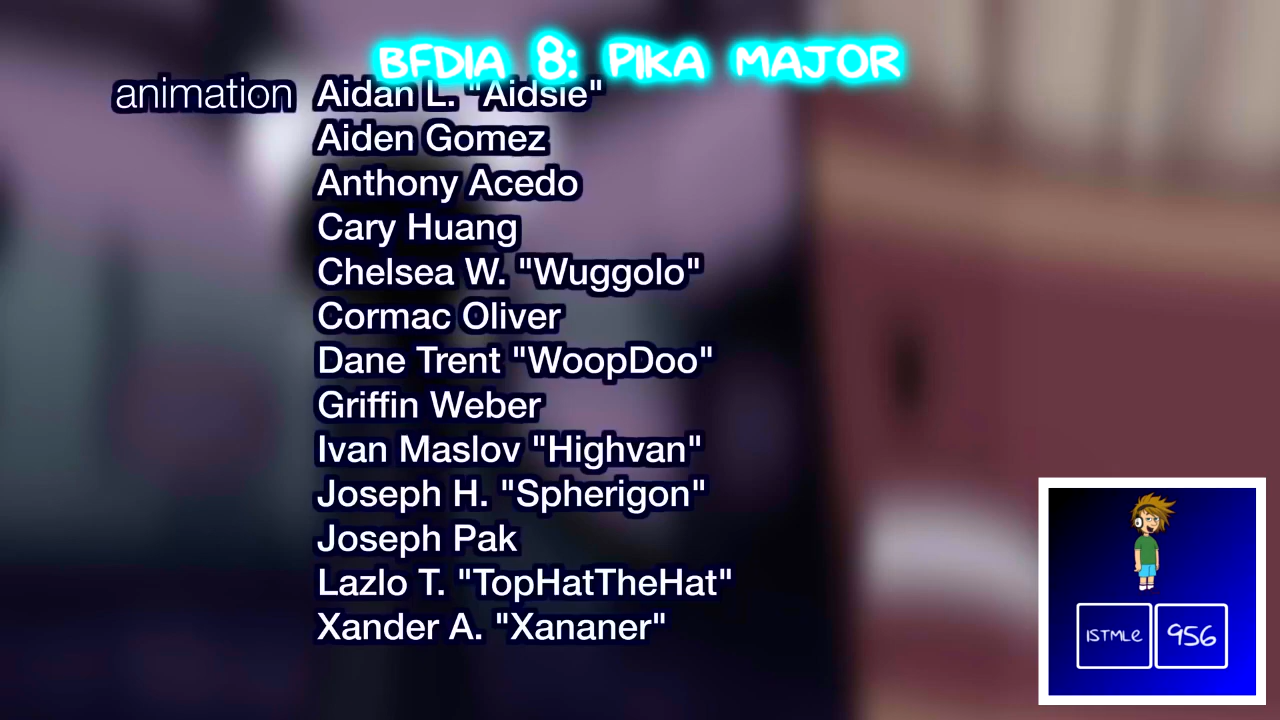 BFDIA 8: PIKA MAJOR
animation Aidan L. "Aidsie"
Aiden Gomez
Anthony Acedo
Cary Huang
Chelsea W. "Wuggolo"
Cormac Oliver
Dane Trent "WoopDoo"
Griffin Weber
Ivan Maslov "Highvan"
Joseph H. "Spherigon"
Joseph Pak
Lazlo T. "TopHatTheHat"
Xander A. "Xananer"
ISTMLe 956